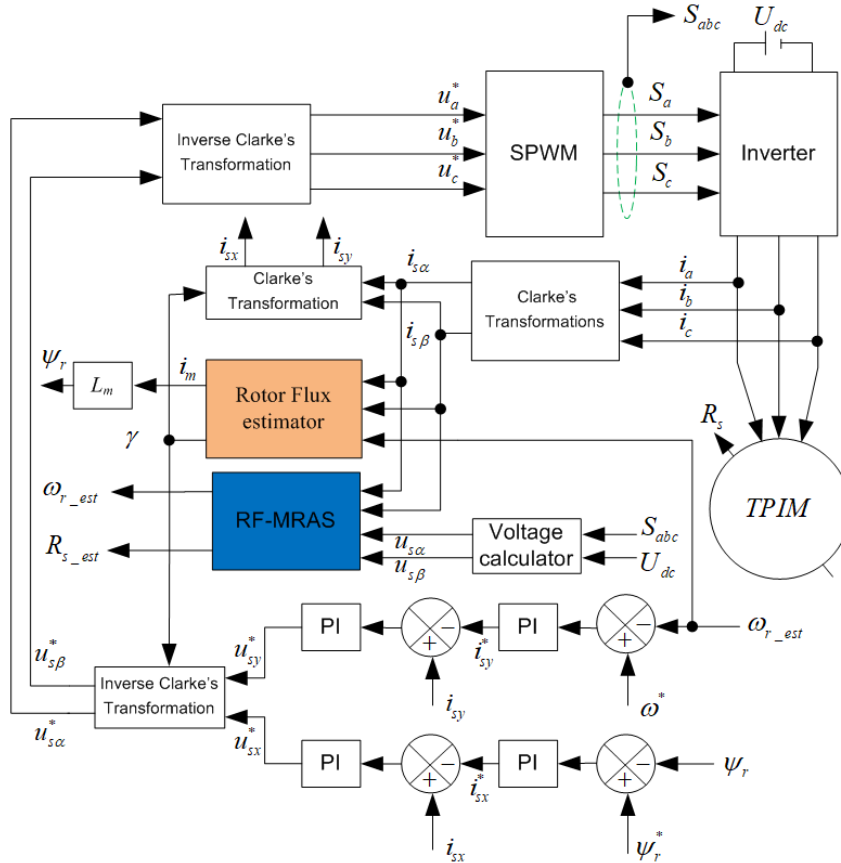 S_abc
U_dc
Inverse Clarke's
Transformation
u_a^*
u_b^*
u_c^*
SPWM
S_a
S_b
S_c
Inverter
i_sx
i_sy
Clarke's
Transformation
i_sα
i_sβ
Clarke's
Transformations
i_a
i_b
i_c
ψ_r
L_m
i_m
Rotor Flux
estimator
γ
R_s
TPIM
ω_r_est
R_s_est
RF-MRAS
u_sα
u_sβ
Voltage
calculator
S_abc
U_dc
u_sβ^*
u_sα^*
Inverse Clarke's
Transformation
u_sy^*
PI
+
−
i_sy^*
PI
+
−
ω_r_est
i_sy
ω^*
u_sx^*
PI
+
−
i_sx^*
PI
+
−
ψ_r
i_sx
ψ_r^*